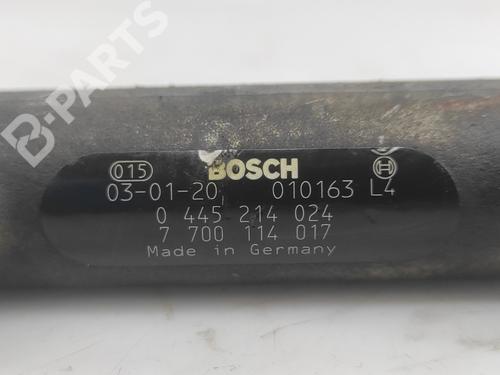 B-PARTS
015 BOSCH
03-01-20, 010163 L4
0 445 214 024
7 700 114 017
Made in Germany